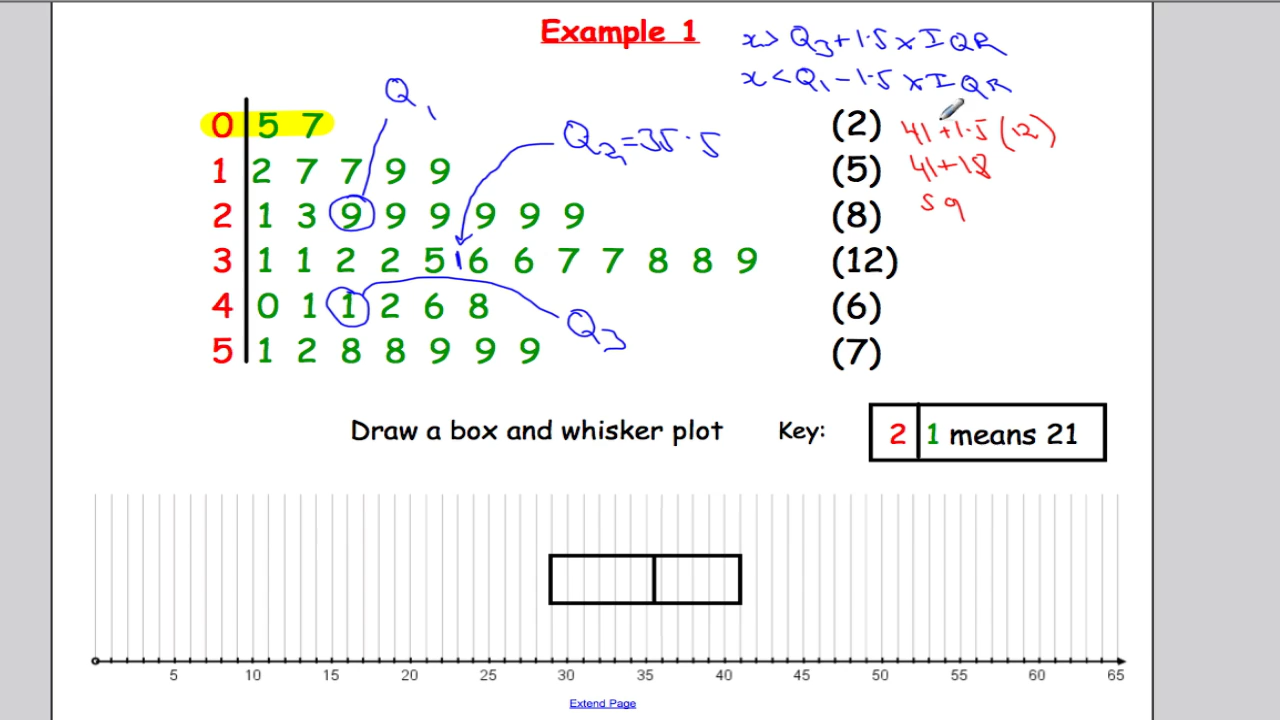 Example 1
x > Q3 + 1.5 x IQR
x < Q1 - 1.5 x IQR
Q1
Q2 = 35.5
0 5 7 (2)
1 2 7 7 9 9 (5)
2 1 3 9 9 9 9 9 9 (8)
3 1 1 2 2 5 6 6 7 7 8 8 9 (12)
4 0 1 1 2 6 8 (6)
5 1 2 8 8 9 9 9 (7)
Q3
41 + 1.5 (12)
41 + 18
59
Draw a box and whisker plot
Key: 2 1 means 21
5 10 15 20 25 30 35 40 45 50 55 60 65
Extend Page